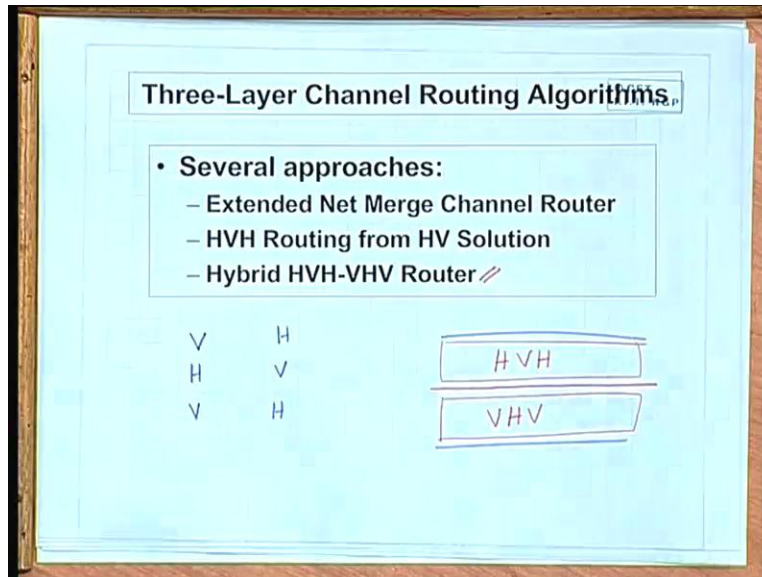 Three-Layer Channel Routing Algorithms
• Several approaches:
– Extended Net Merge Channel Router
– HVH Routing from HV Solution
– Hybrid HVH-VHV Router
V H
H V
V H
HVH
VHV